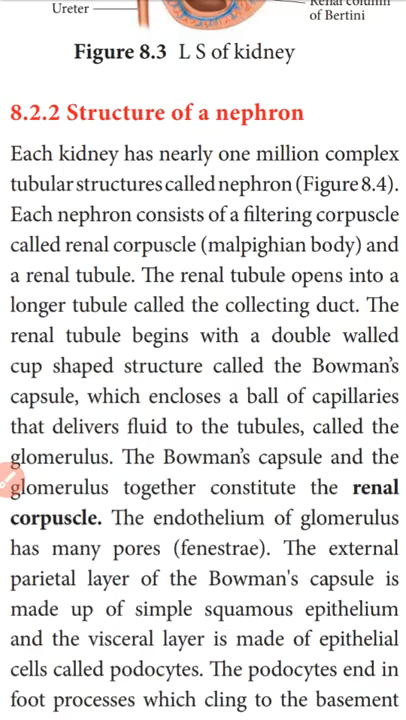 Ureter
Renal column
of Bertini
Figure 8.3 L S of kidney
8.2.2 Structure of a nephron
Each kidney has nearly one million complex
tubular structures called nephron (Figure 8.4).
Each nephron consists of a filtering corpuscle
called renal corpuscle (malpighian body) and
a renal tubule. The renal tubule opens into a
longer tubule called the collecting duct. The
renal tubule begins with a double walled
cup shaped structure called the Bowman's
capsule, which encloses a ball of capillaries
that delivers fluid to the tubules, called the
glomerulus. The Bowman's capsule and the
glomerulus together constitute the renal
corpuscle. The endothelium of glomerulus
has many pores (fenestrae). The external
parietal layer of the Bowman's capsule is
made up of simple squamous epithelium
and the visceral layer is made of epithelial
cells called podocytes. The podocytes end in
foot processes which cling to the basement